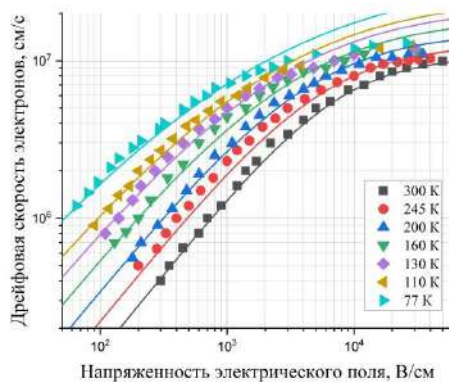 Дрейфовая скорость электронов, см/с
10⁷
10⁶
300 K
245 K
200 K
160 K
130 K
110 K
77 K
10² 10³ 10⁴
Напряженность электрического поля, В/см